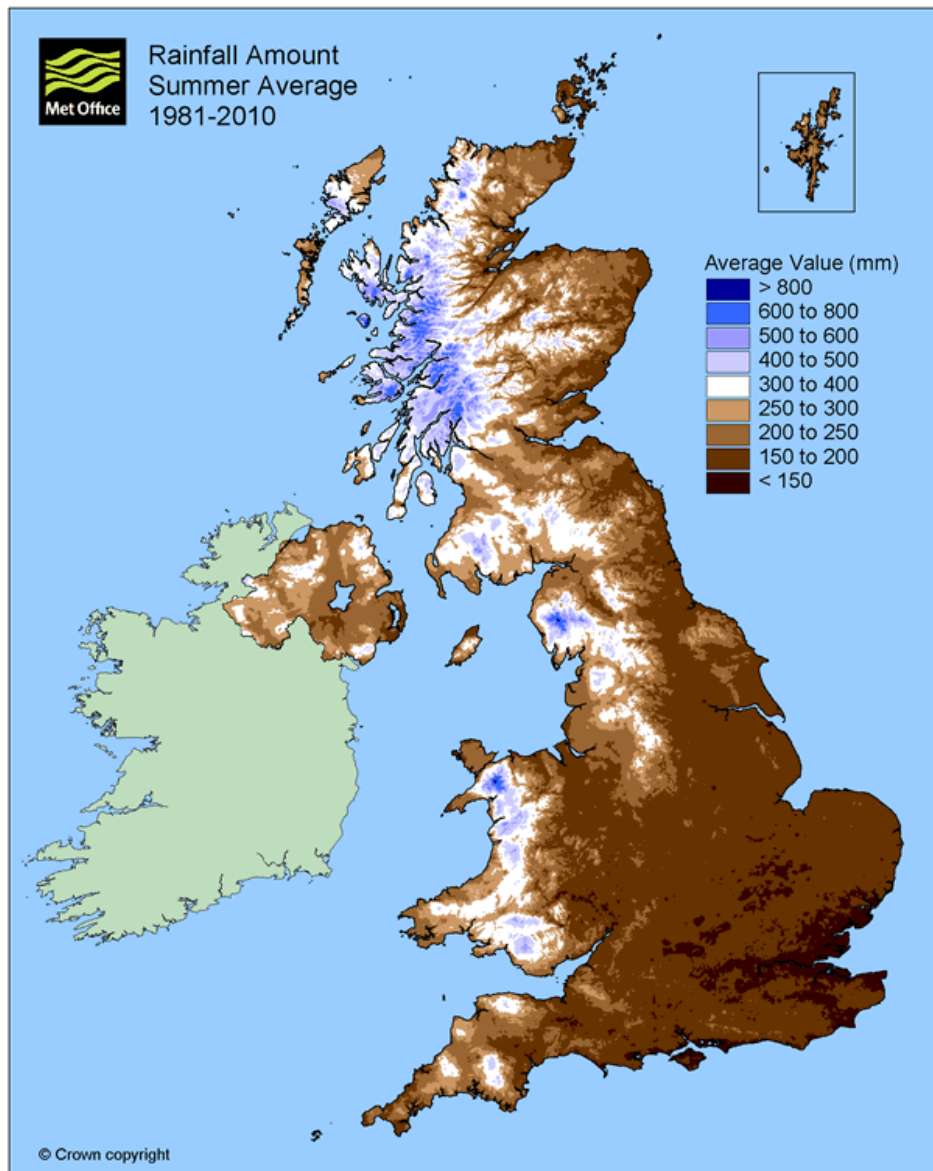 Met Office
Rainfall Amount
Summer Average
1981-2010
Average Value (mm)
> 800
600 to 800
500 to 600
400 to 500
300 to 400
250 to 300
200 to 250
150 to 200
< 150
© Crown copyright